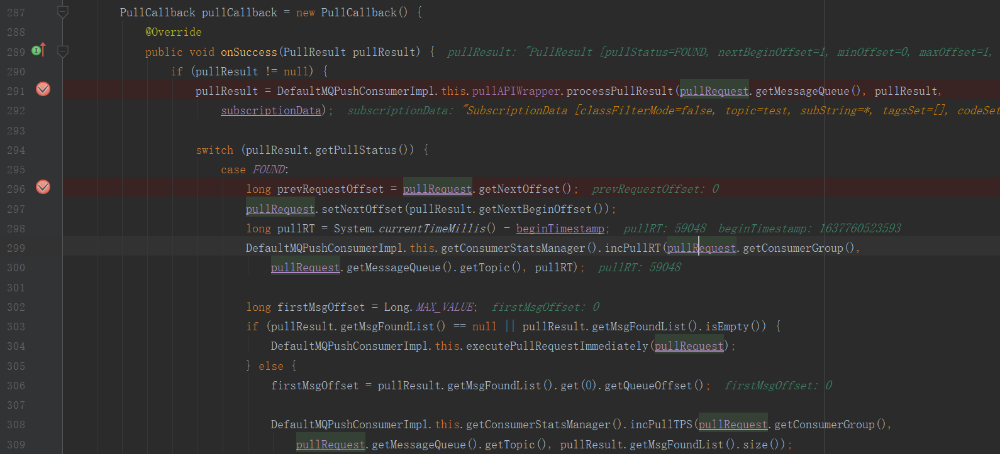 287 PullCallback pullCallback = new PullCallback() {
288 @Override
289 public void onSuccess(PullResult pullResult) { pullResult: "PullResult [pullStatus=FOUND, nextBeginOffset=1, minOffset=0, maxOffset=1,
290 if (pullResult != null) {
291 pullResult = DefaultMQPushConsumerImpl.this.pullAPIWrapper.processPullResult(pullRequest.getMessageQueue(), pullResult,
292 subscriptionData); subscriptionData: "SubscriptionData [classFilterMode=false, topic=test, subString=*, tagsSet=[], codeSet
293
294 switch (pullResult.getPullStatus()) {
295 case FOUND:
296 long prevRequestOffset = pullRequest.getNextOffset(); prevRequestOffset: 0
297 pullRequest.setNextOffset(pullResult.getNextBeginOffset());
298 long pullRT = System.currentTimeMillis() - beginTimestamp; pullRT: 59048 beginTimestamp: 1637760523593
299 DefaultMQPushConsumerImpl.this.getConsumerStatsManager().incPullRT(pullRequest.getConsumerGroup(),
300 pullRequest.getMessageQueue().getTopic(), pullRT); pullRT: 59048
301
302 long firstMsgOffset = Long.MAX_VALUE; firstMsgOffset: 0
303 if (pullResult.getMsgFoundList() == null || pullResult.getMsgFoundList().isEmpty()) {
304 DefaultMQPushConsumerImpl.this.executePullRequestImmediately(pullRequest);
305 } else {
306 firstMsgOffset = pullResult.getMsgFoundList().get(0).getQueueOffset(); firstMsgOffset: 0
307
308 DefaultMQPushConsumerImpl.this.getConsumerStatsManager().incPullTPS(pullRequest.getConsumerGroup(),
309 pullRequest.getMessageQueue().getTopic(), pullResult.getMsgFoundList().size());